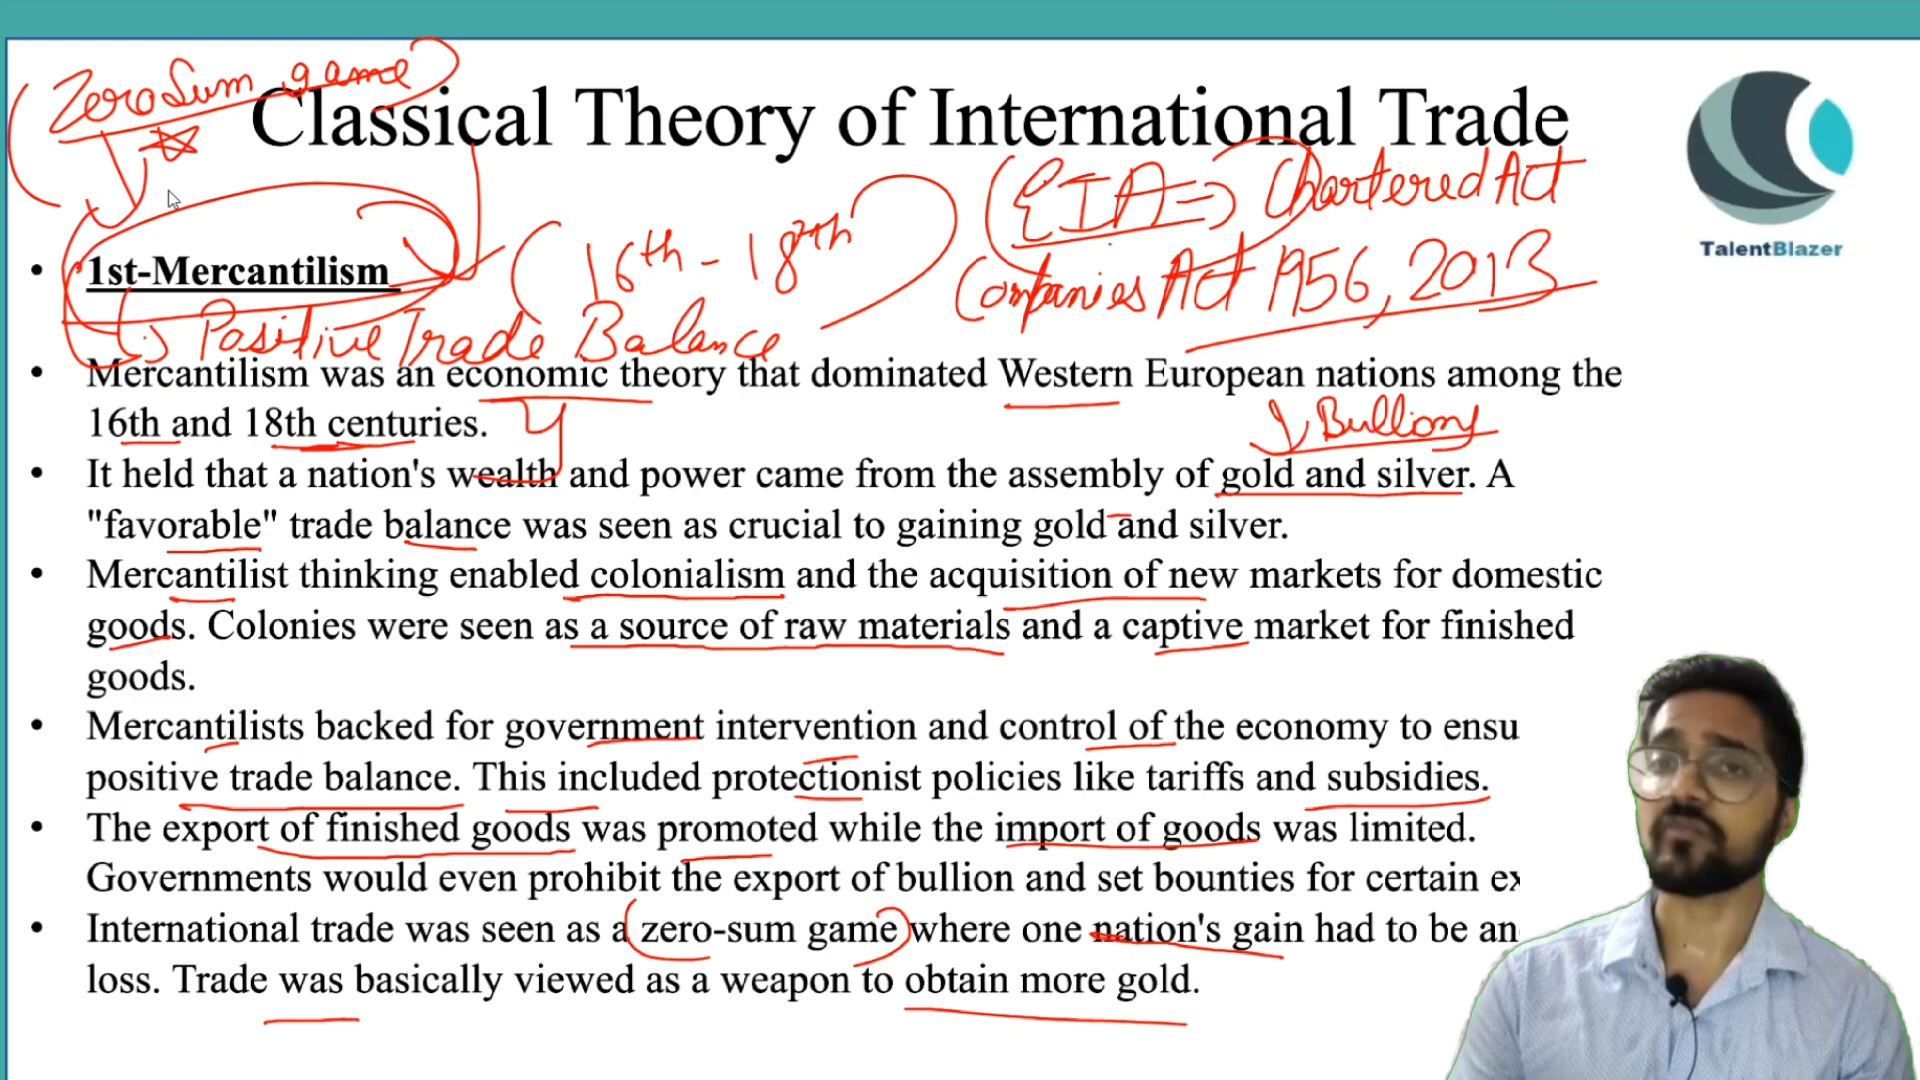 Zero Sum game
Classical Theory of International Trade
TalentBlazer
EIA => Chartered Act
• 1st-Mercantilism
16th - 18th
Companies Act 1956, 2013
Positive Trade Balance
• Mercantilism was an economic theory that dominated Western European nations among the
16th and 18th centuries.
Bullions
• It held that a nation's wealth and power came from the assembly of gold and silver. A
"favorable" trade balance was seen as crucial to gaining gold and silver.
• Mercantilist thinking enabled colonialism and the acquisition of new markets for domestic
goods. Colonies were seen as a source of raw materials and a captive market for finished
goods.
• Mercantilists backed for government intervention and control of the economy to ensu
positive trade balance. This included protectionist policies like tariffs and subsidies.
• The export of finished goods was promoted while the import of goods was limited.
Governments would even prohibit the export of bullion and set bounties for certain ex
• International trade was seen as a zero-sum game where one nation's gain had to be an
loss. Trade was basically viewed as a weapon to obtain more gold.